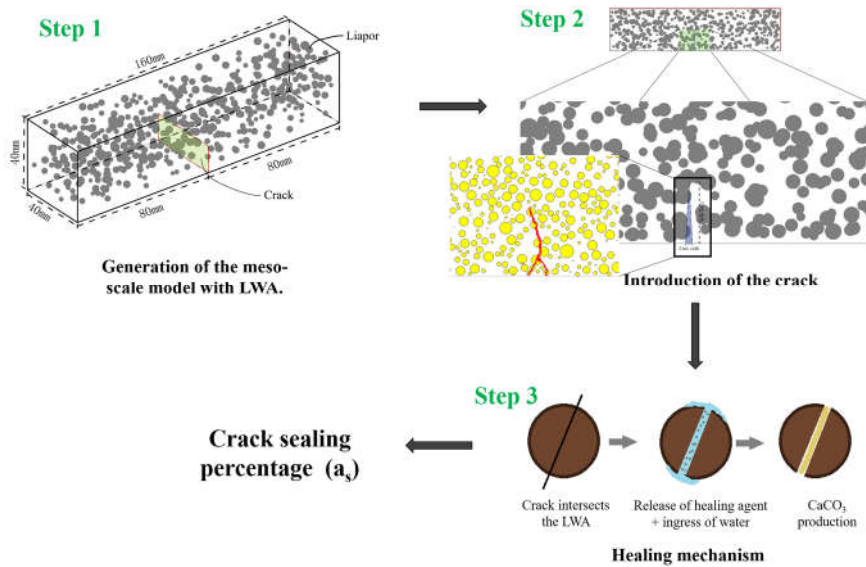 Step 1
Liapor
160mm
40mm
40mm
80mm
80mm
Crack
Generation of the meso-
scale model with LWA.
Step 2
Introduction of the crack
Step 3
Crack intersects
the LWA
Release of healing agent
+ ingress of water
CaCO3
production
Healing mechanism
Crack sealing
percentage (as)